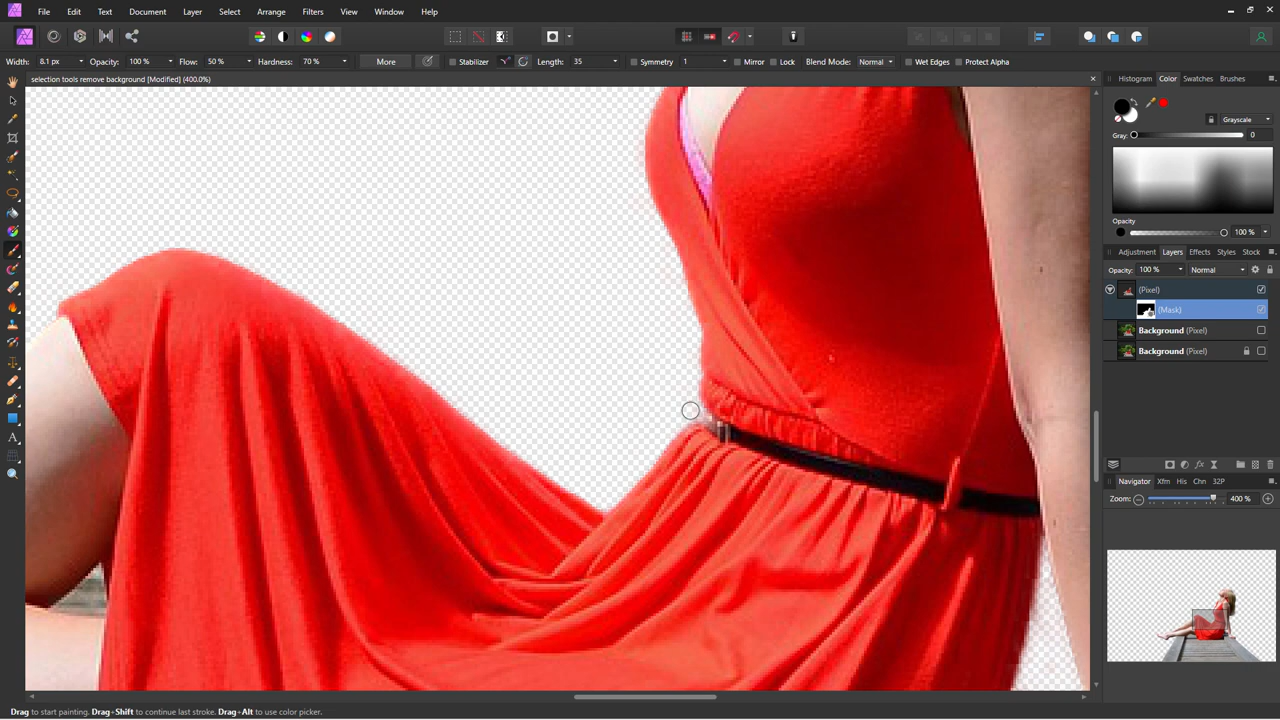 File Edit Text Document Layer Select Arrange Filters View Window Help
Width: 8.1 px Opacity: 100 % Flow: 50 % Hardness: 70 % More Stabilizer Length: 35 Symmetry 1 Mirror Lock Blend Mode: Normal Wet Edges Protect Alpha
selection tools remove background [Modified] (400.0%)
Histogram Color Swatches Brushes
Grayscale
Gray: 0
Opacity
100 %
Adjustment Layers Effects Styles Stock
Opacity: 100 % Normal
(Pixel)
(Mask)
Background (Pixel)
Background (Pixel)
Navigator Xfm His Chn 32P
Zoom: 400 %
Drag to start painting. Drag+Shift to continue last stroke. Drag+Alt to use color picker.